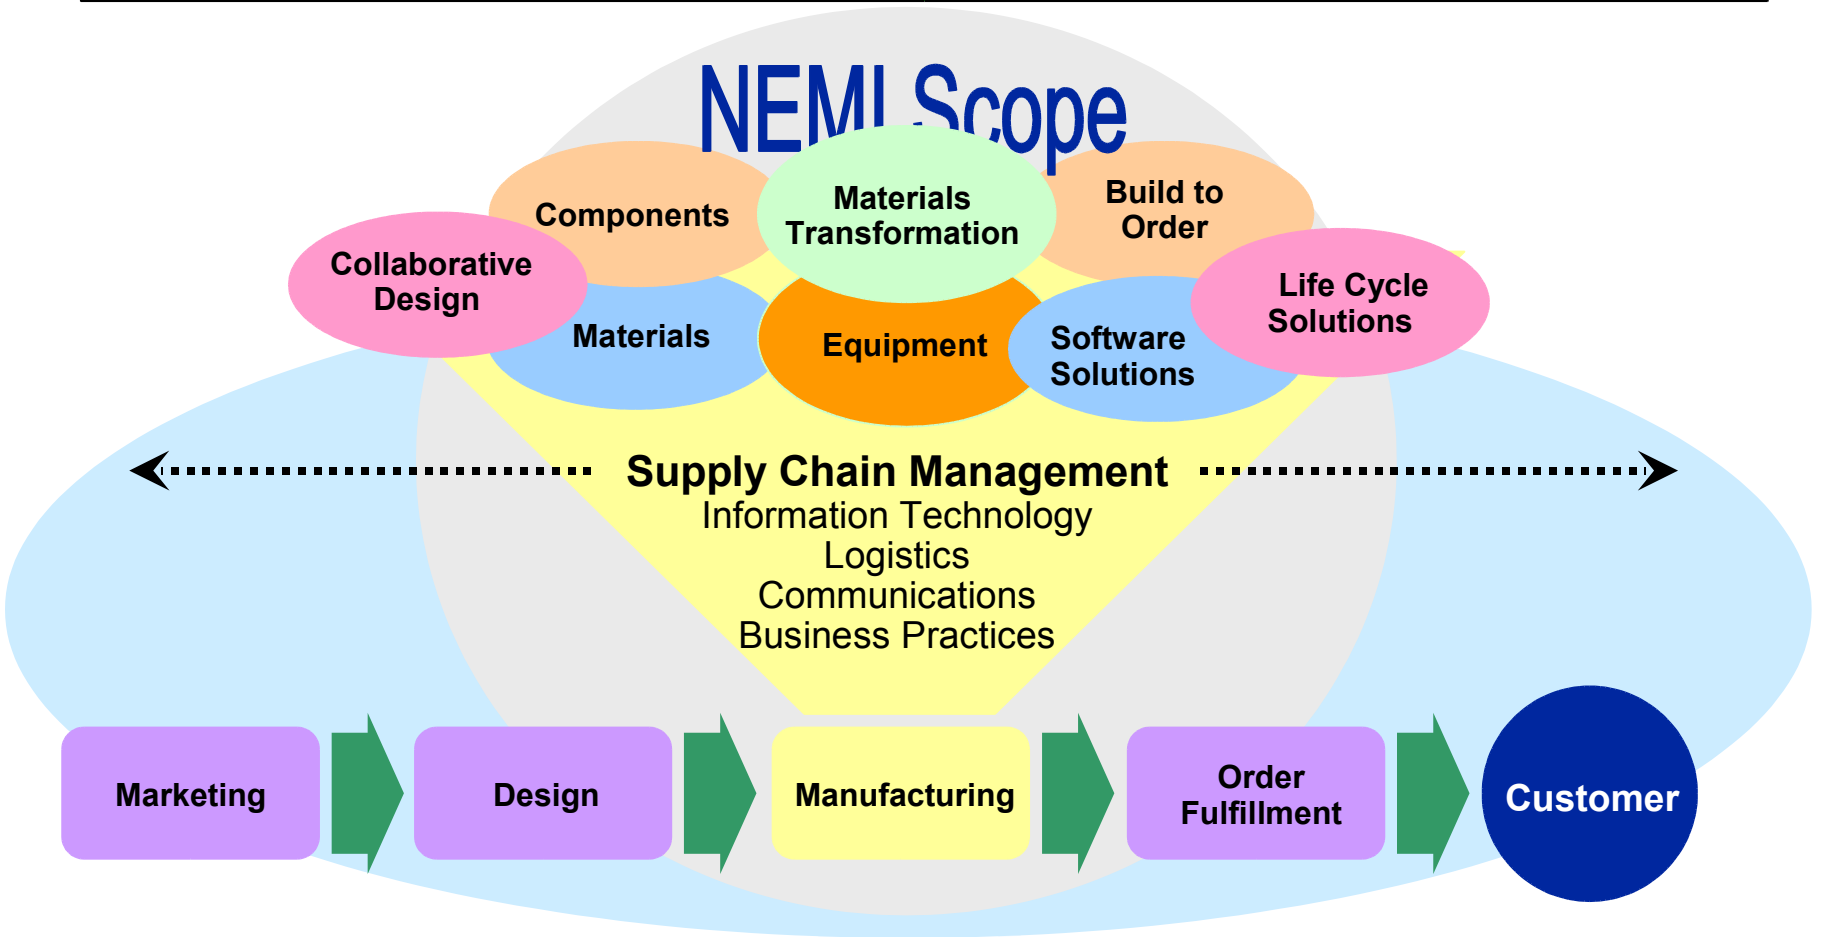 NEMI Scope
Components
Materials
Transformation
Build to
Order
Collaborative
Design
Life Cycle
Solutions
Materials
Equipment
Software
Solutions
Supply Chain Management
Information Technology
Logistics
Communications
Business Practices
Marketing
Design
Manufacturing
Order
Fulfillment
Customer